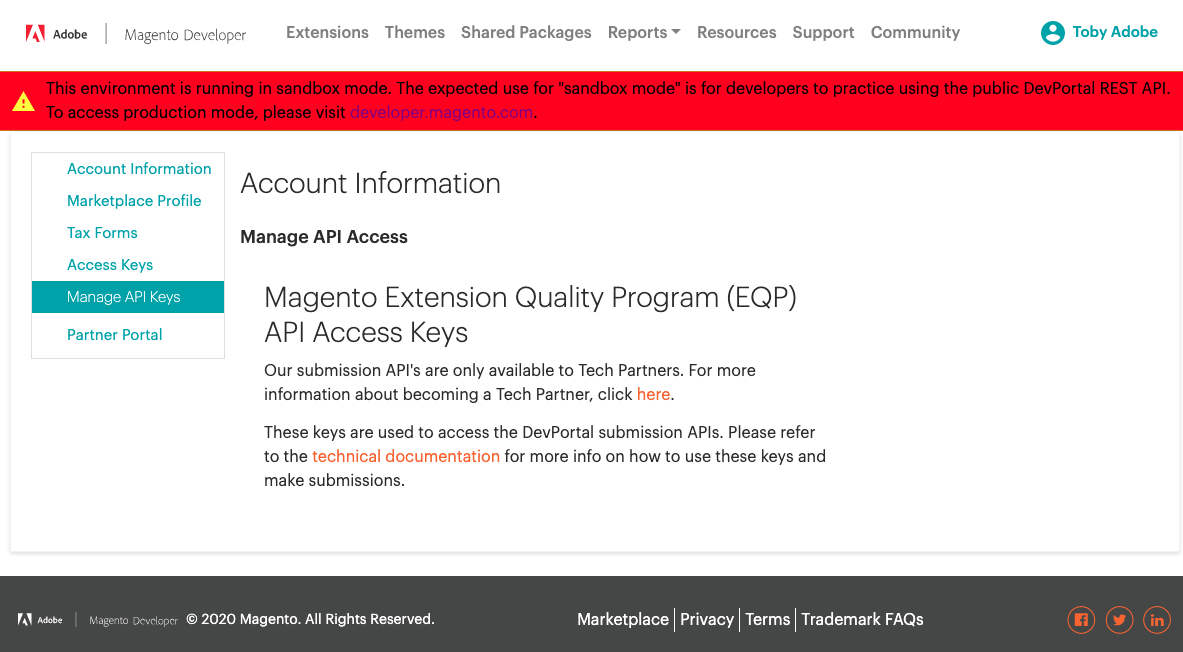 Adobe | Magento Developer Extensions Themes Shared Packages Reports Resources Support Community Toby Adobe
This environment is running in sandbox mode. The expected use for "sandbox mode" is for developers to practice using the public DevPortal REST API.
To access production mode, please visit developer.magento.com.
Account Information
Marketplace Profile
Tax Forms
Access Keys
Manage API Keys
Partner Portal
Account Information
Manage API Access
Magento Extension Quality Program (EQP)
API Access Keys
Our submission API's are only available to Tech Partners. For more
information about becoming a Tech Partner, click here.
These keys are used to access the DevPortal submission APIs. Please refer
to the technical documentation for more info on how to use these keys and
make submissions.
Adobe | Magento Developer © 2020 Magento. All Rights Reserved. Marketplace | Privacy | Terms | Trademark FAQs